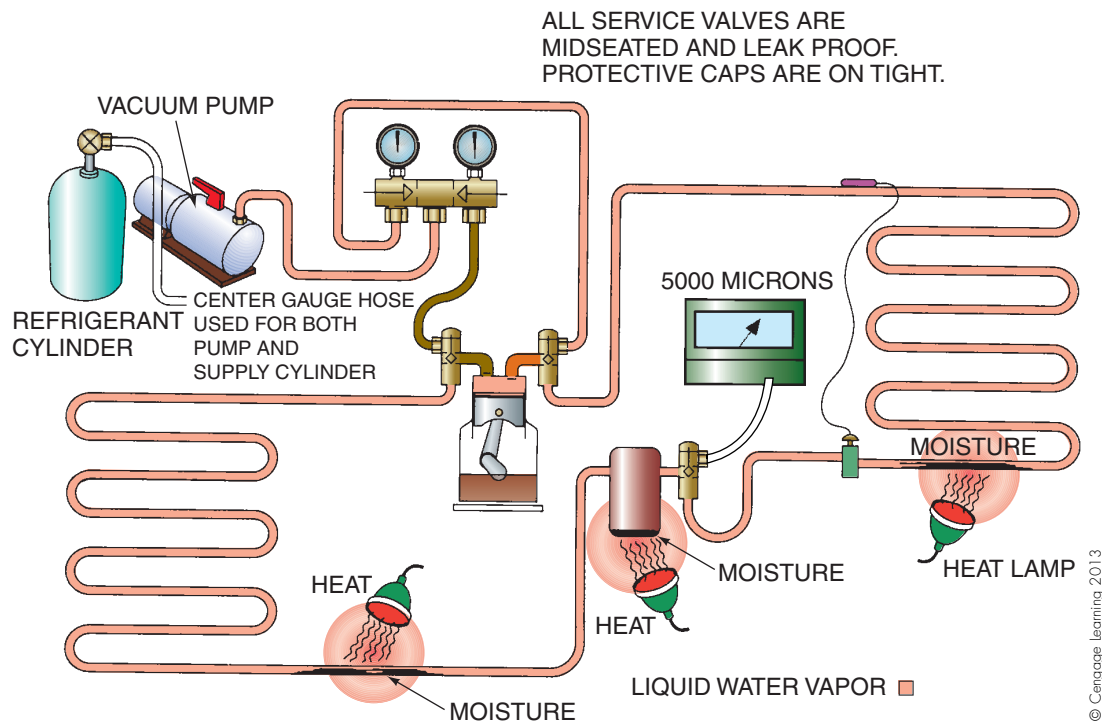 ALL SERVICE VALVES ARE
MIDSEATED AND LEAK PROOF.
PROTECTIVE CAPS ARE ON TIGHT.
VACUUM PUMP
5000 MICRONS
REFRIGERANT
CYLINDER
CENTER GAUGE HOSE
USED FOR BOTH
PUMP AND
SUPPLY CYLINDER
MOISTURE
HEAT LAMP
MOISTURE
HEAT
HEAT
MOISTURE
LIQUID WATER VAPOR
© Cengage Learning 2013